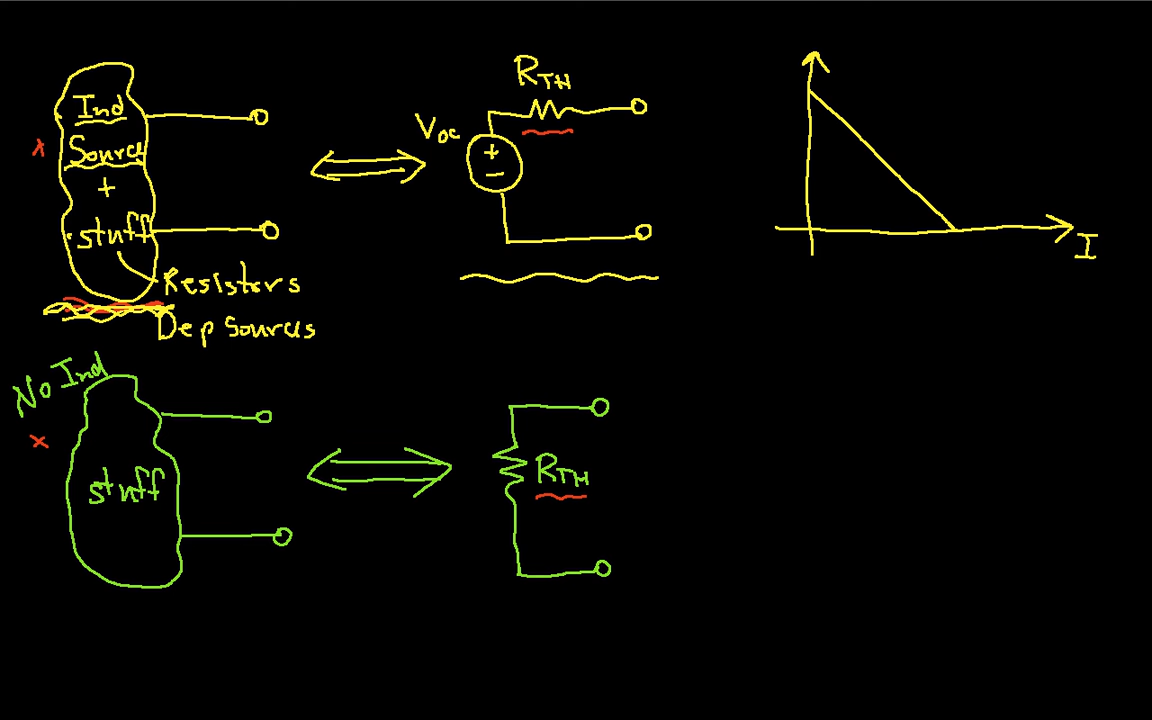 Ind
Source
+
stuff
Resistors
Dep Sources
R_TH
V_OC
+
−
I
No Ind
x
stuff
R_TH